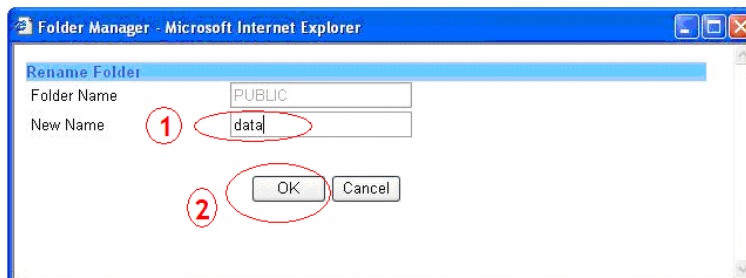 Folder Manager - Microsoft Internet Explorer
Rename Folder
Folder Name PUBLIC
New Name 1 data
2 OK Cancel